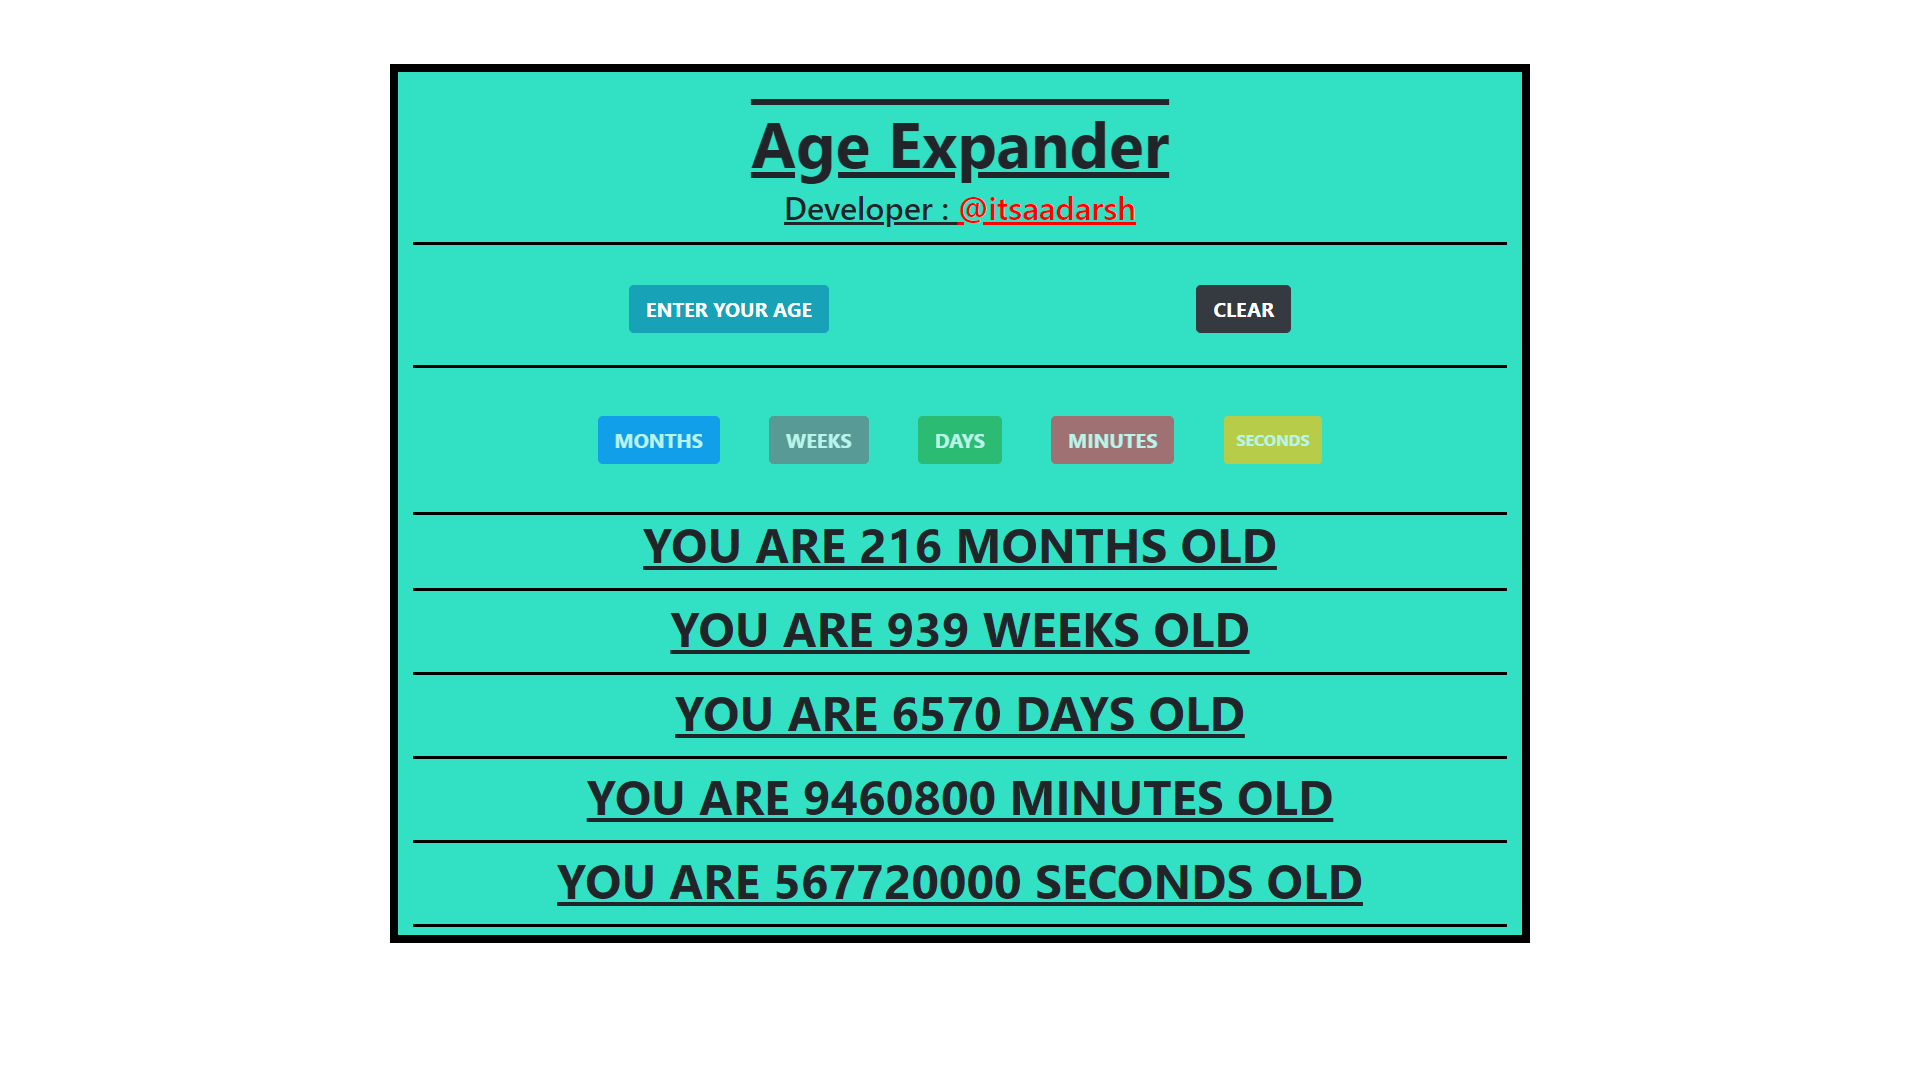 Age Expander
Developer : @itsaadarsh
ENTER YOUR AGE CLEAR
MONTHS WEEKS DAYS MINUTES SECONDS
YOU ARE 216 MONTHS OLD
YOU ARE 939 WEEKS OLD
YOU ARE 6570 DAYS OLD
YOU ARE 9460800 MINUTES OLD
YOU ARE 567720000 SECONDS OLD